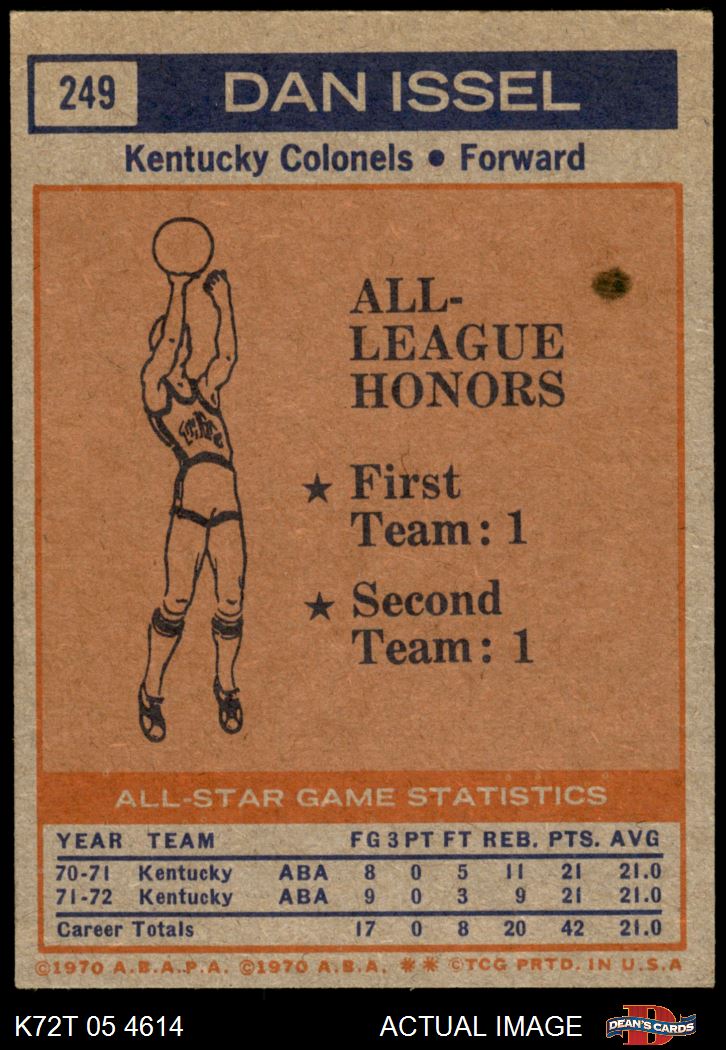 249 DAN ISSEL
Kentucky Colonels • Forward
ALL-
LEAGUE
HONORS
★ First
Team: 1
★ Second
Team: 1
ALL-STAR GAME STATISTICS
YEAR TEAM FG 3PT FT REB. PTS. AVG
70-71 Kentucky ABA 8 0 5 11 21 21.0
71-72 Kentucky ABA 9 0 3 9 21 21.0
Career Totals 17 0 8 20 42 21.0
©1970 A.B.A.P.A. ©1970 A.B.A. ** ©TCG PRTD. IN U.S.A
K72T 05 4614 ACTUAL IMAGE DEAN'S CARDS